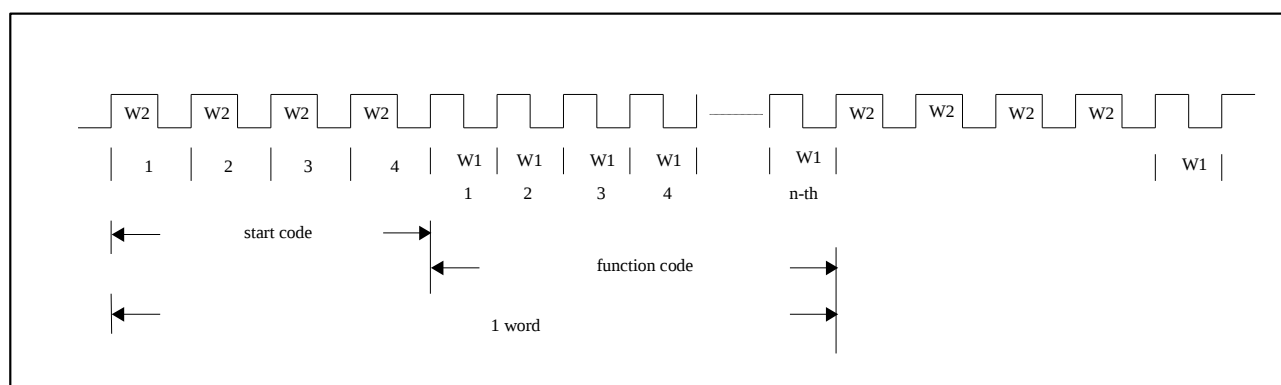 W2 W2 W2 W2 W2 W2 W2 W2
1 2 3 4 W1 W1 W1 W1 W1 W1
1 2 3 4 n-th
start code
function code
1 word